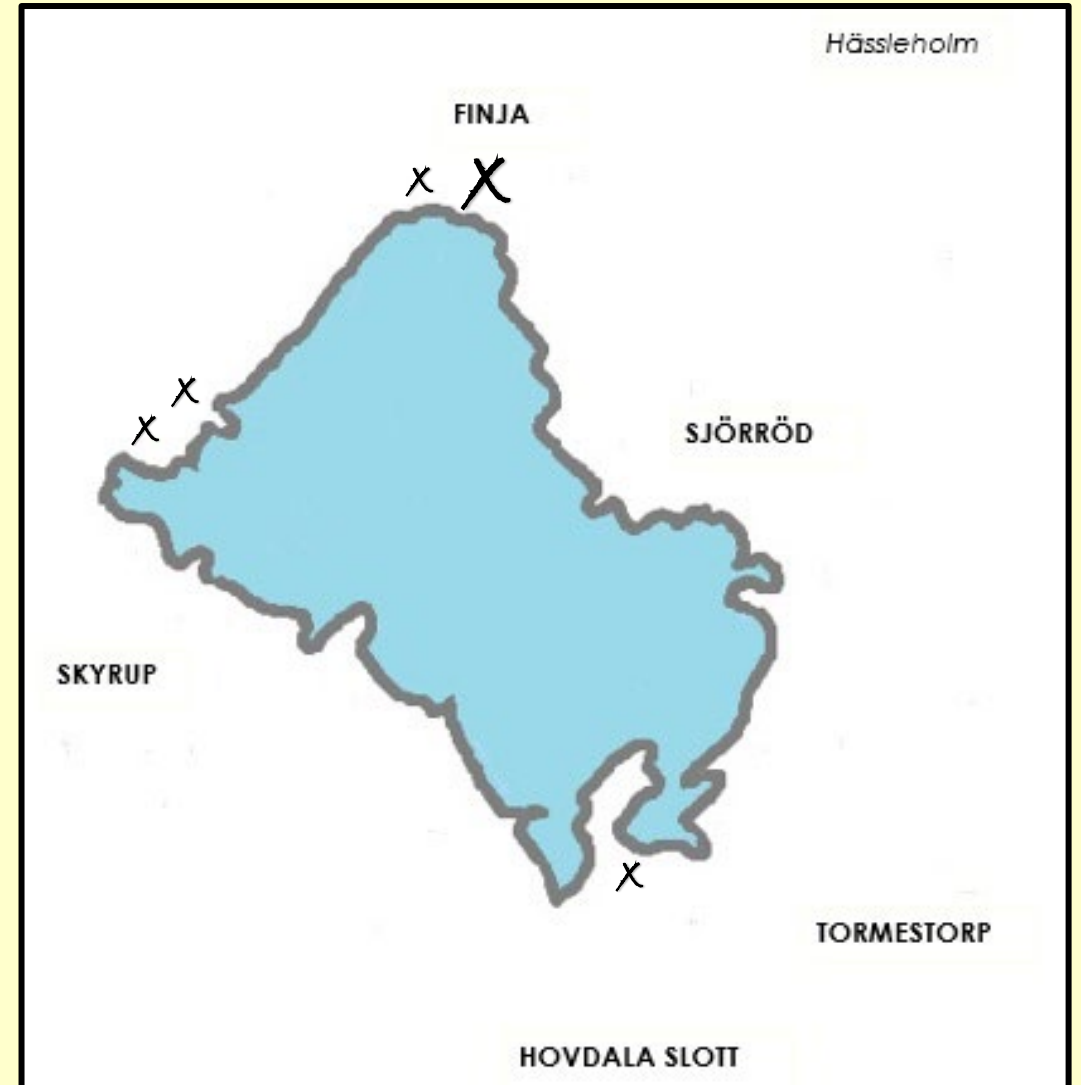 Hässleholm
FINJA
X X
X
X
SJÖRRÖD
SKYRUP
X
TORMESTORP
HOVDALA SLOTT